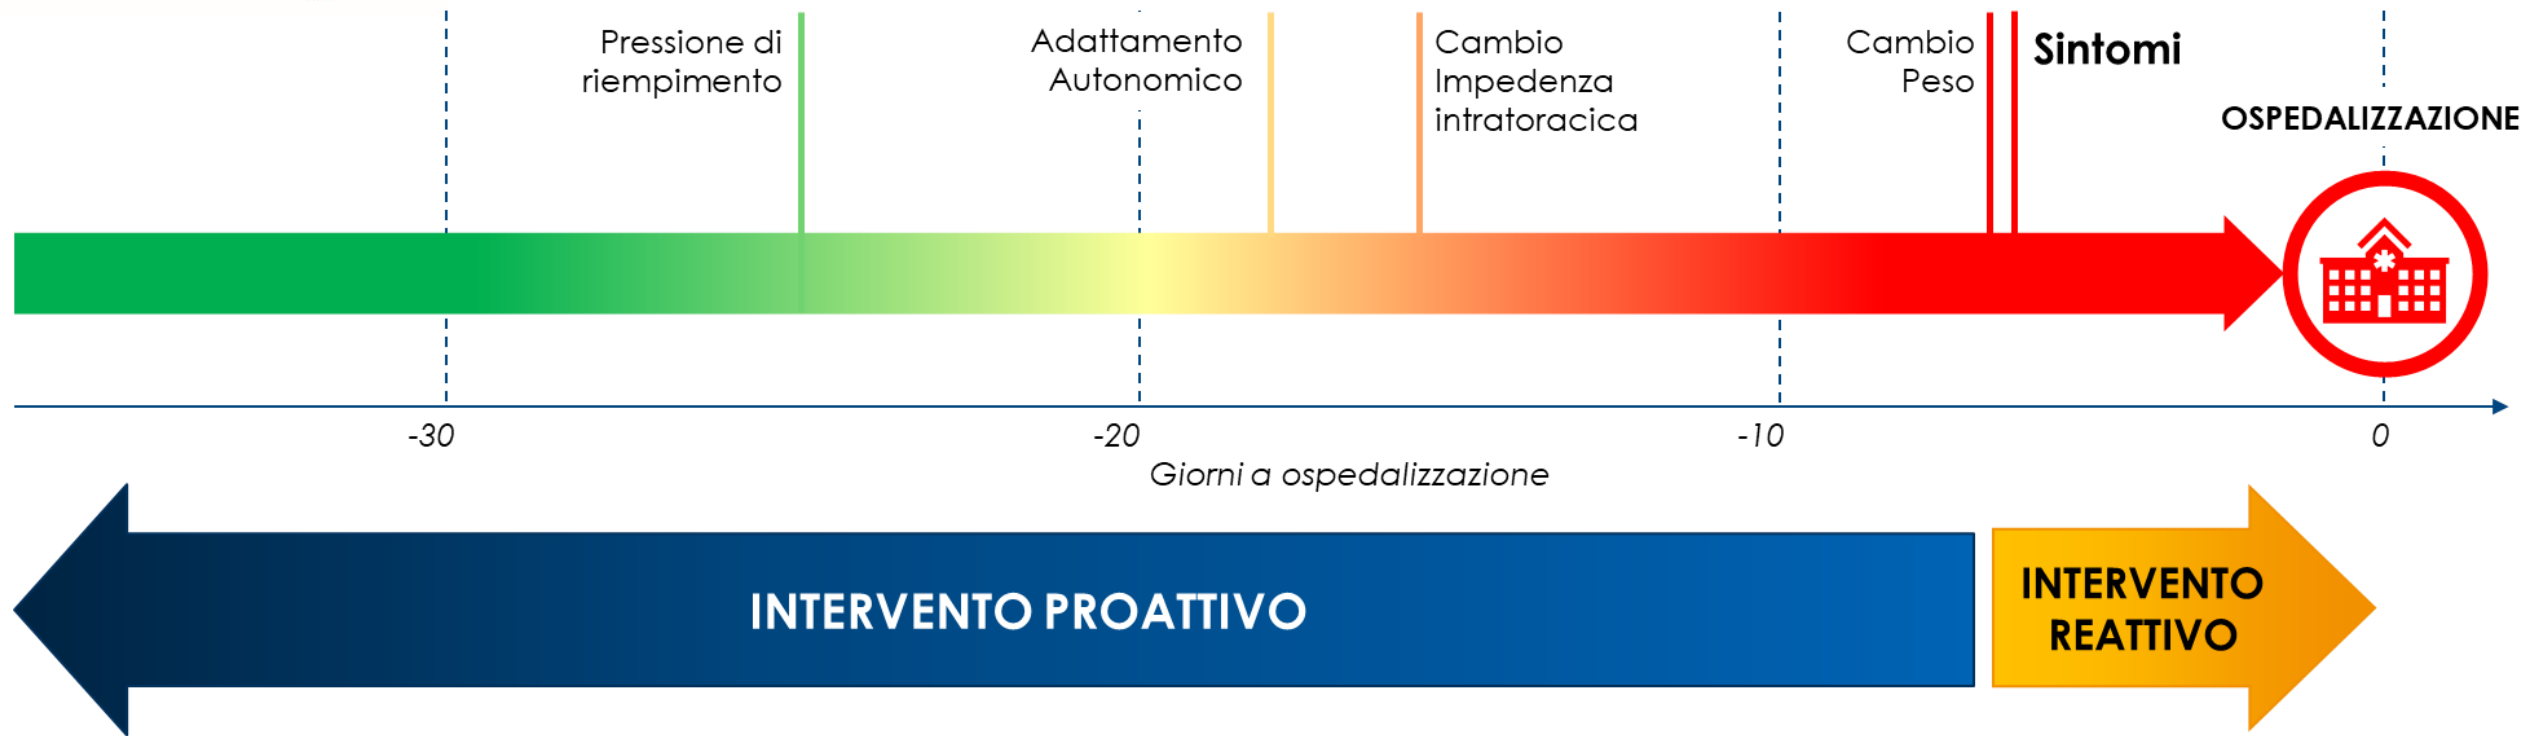 Pressione di
riempimento
Adattamento
Autonomico
Cambio
Impedenza
intratoracica
Cambio
Peso
Sintomi
OSPEDALIZZAZIONE
-30
-20
-10
0
Giorni a ospedalizzazione
INTERVENTO PROATTIVO
INTERVENTO
REATTIVO